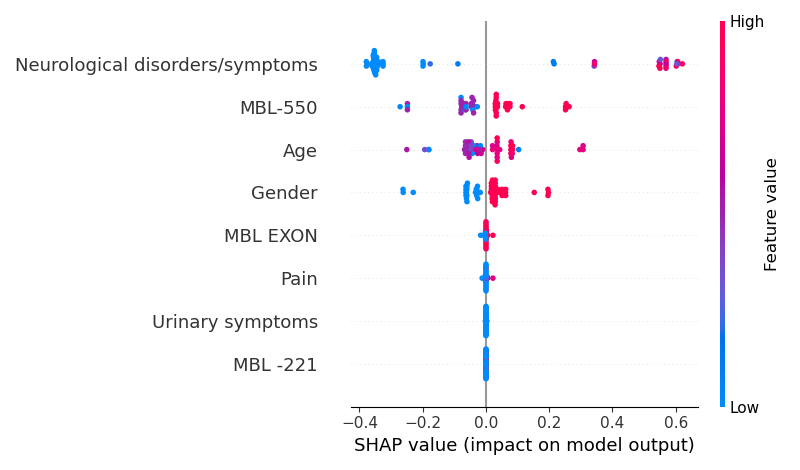 High
Neurological disorders/symptoms
MBL-550
Age
Gender
MBL EXON
Pain
Urinary symptoms
MBL -221
Feature value
Low
−0.4 −0.2 0.0 0.2 0.4 0.6
SHAP value (impact on model output)